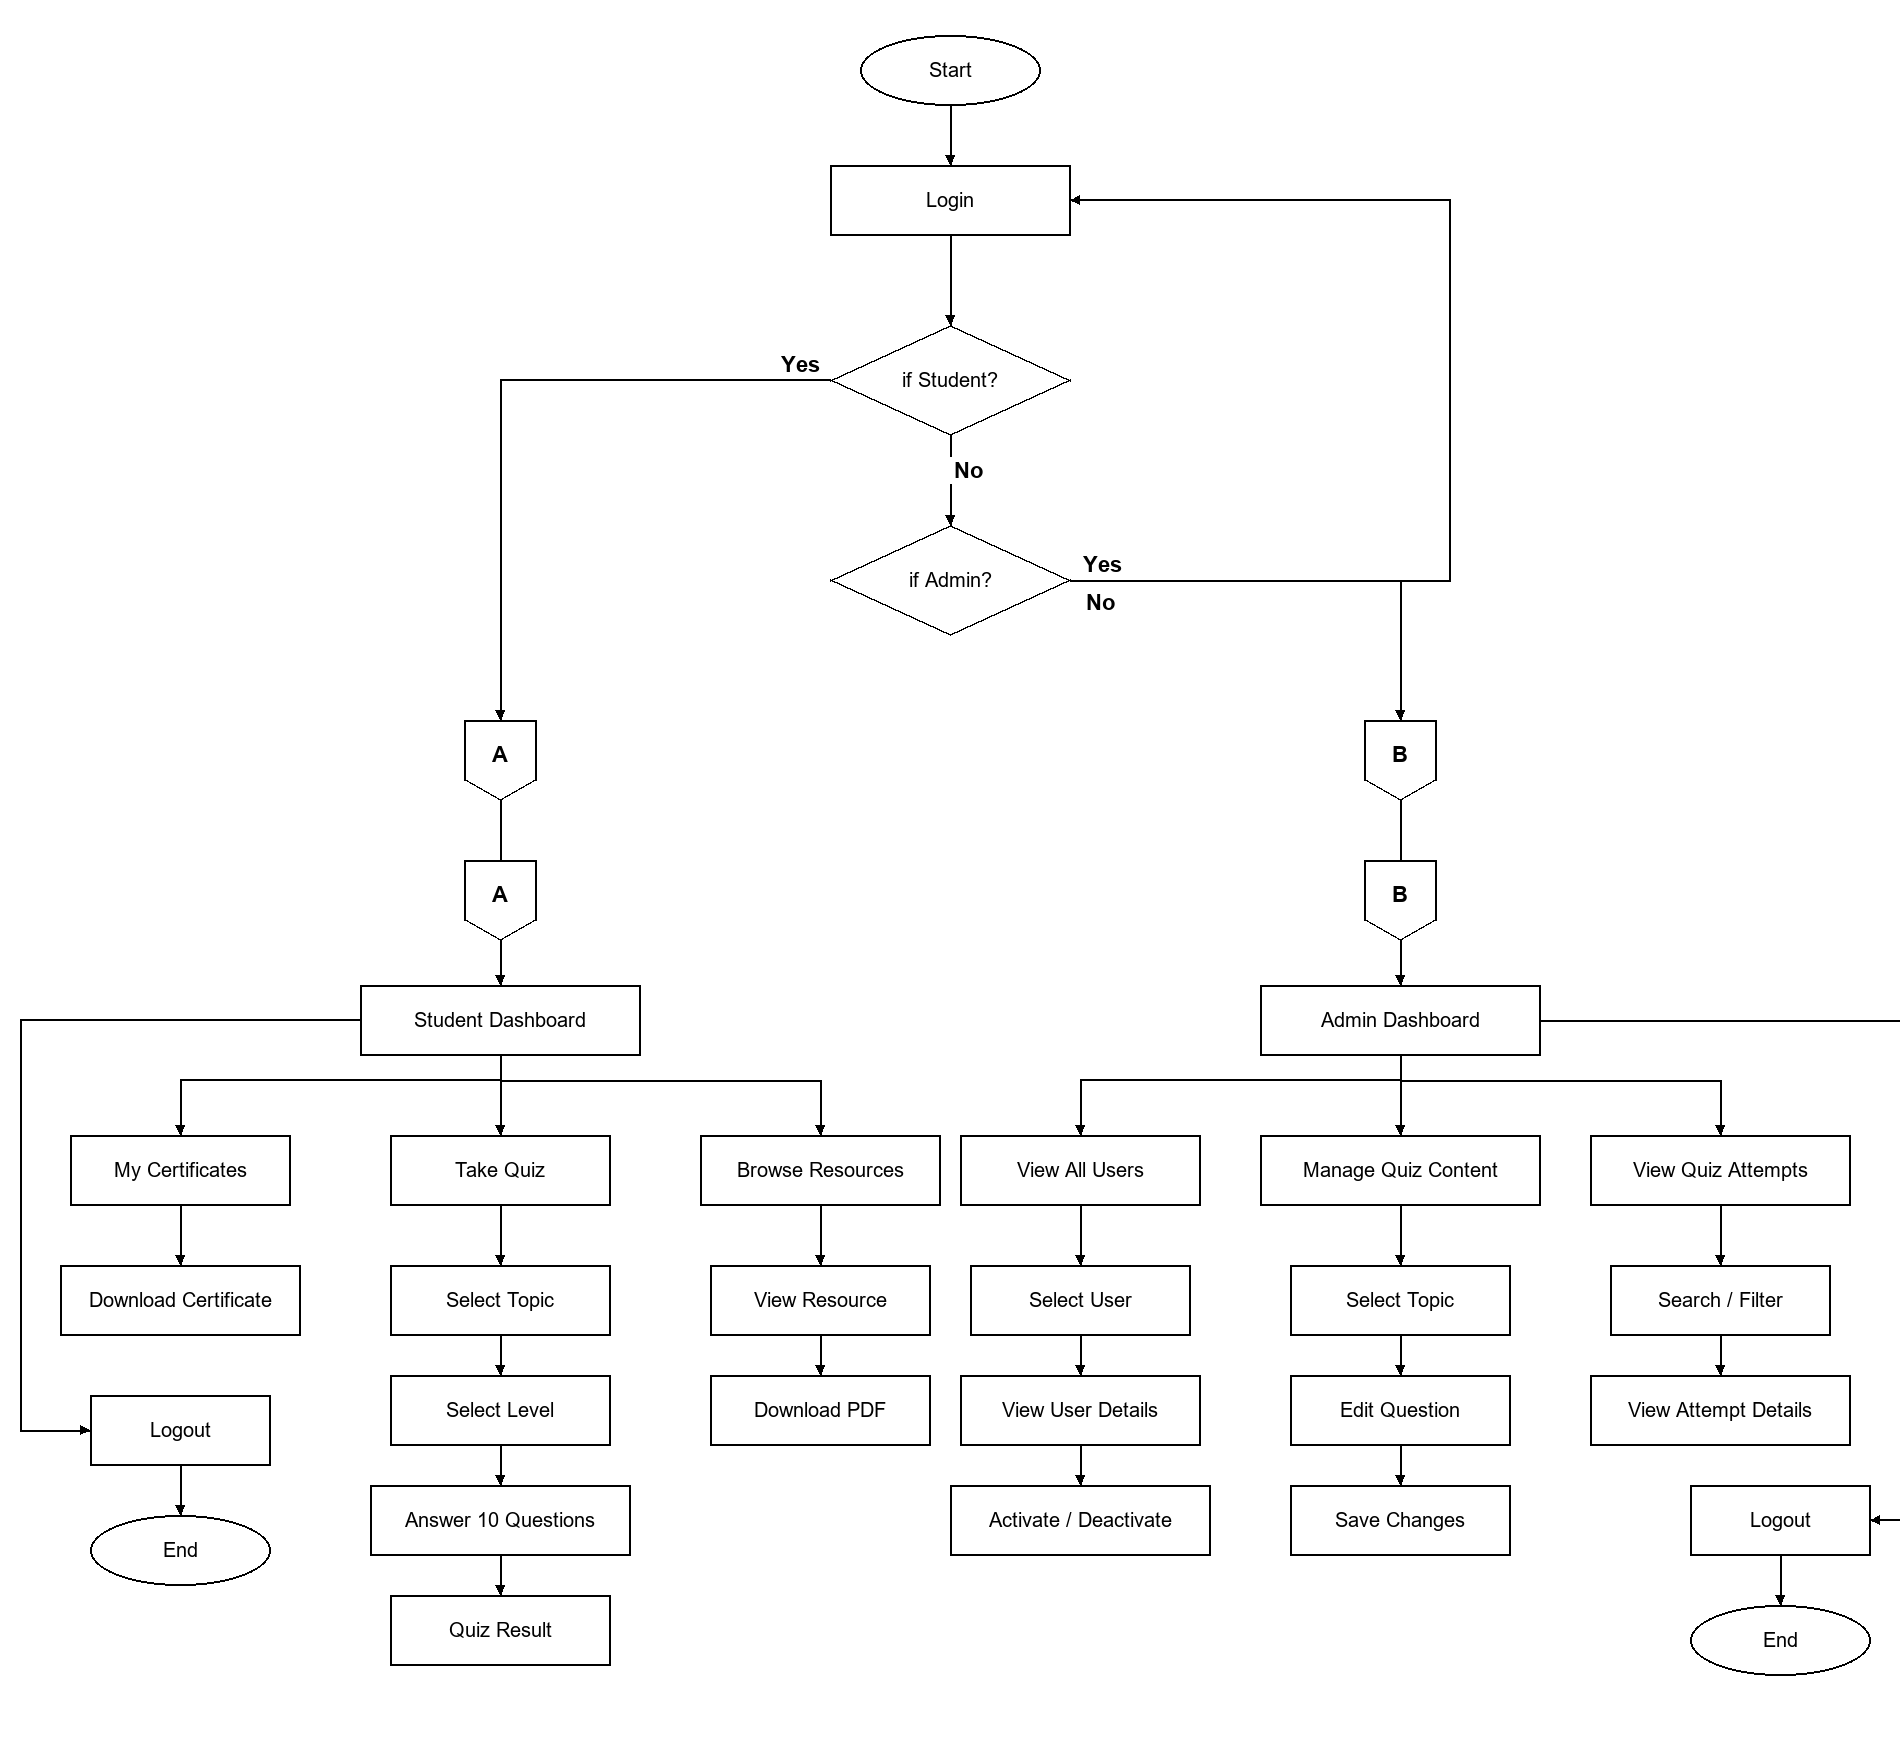 Start
Login
Yes
if Student?
No
if Admin?
Yes
No
A
B
A
B
Student Dashboard
Admin Dashboard
My Certificates
Take Quiz
Browse Resources
View All Users
Manage Quiz Content
View Quiz Attempts
Download Certificate
Select Topic
View Resource
Select User
Select Topic
Search / Filter
Logout
Select Level
Download PDF
View User Details
Edit Question
View Attempt Details
End
Answer 10 Questions
Activate / Deactivate
Save Changes
Logout
Quiz Result
End